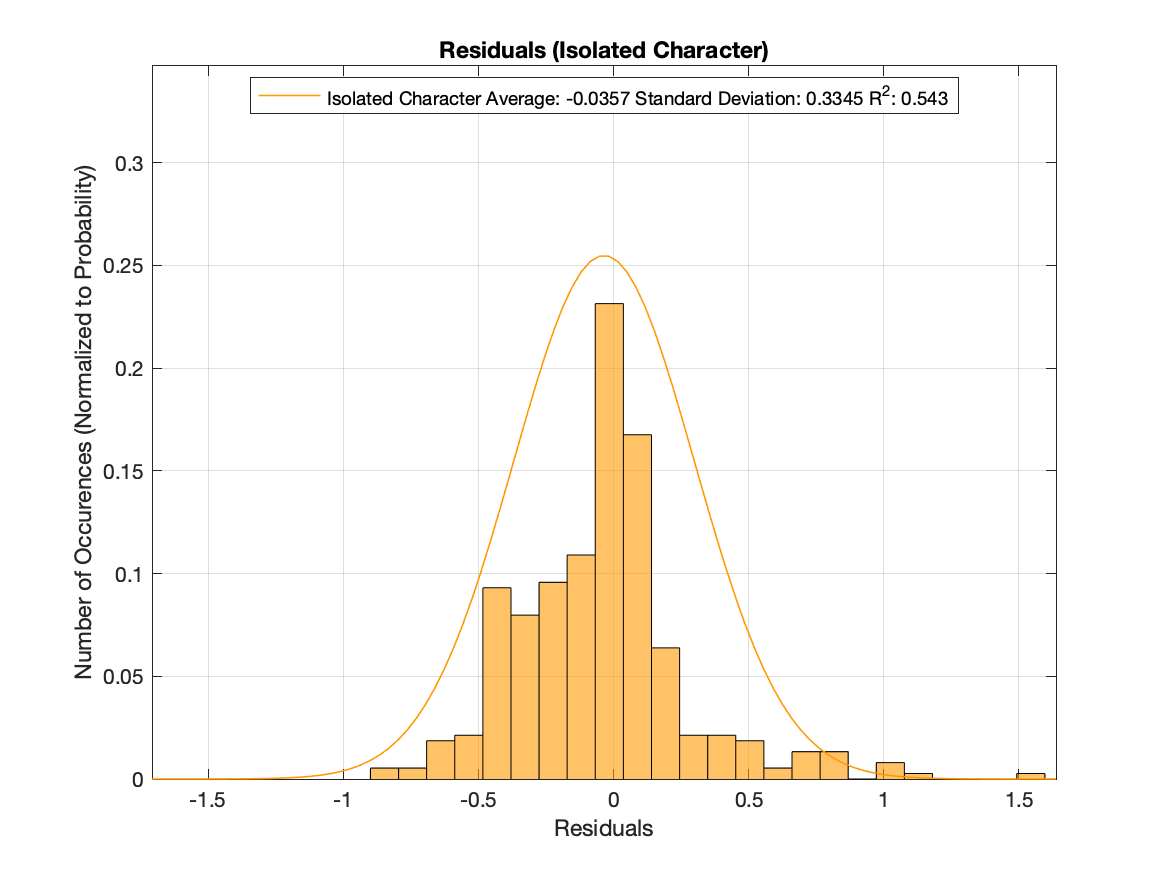 Residuals (Isolated Character)
Isolated Character Average: -0.0357 Standard Deviation: 0.3345 R²: 0.543
Number of Occurences (Normalized to Probability)
0.3
0.25
0.2
0.15
0.1
0.05
0
-1.5 -1 -0.5 0 0.5 1 1.5
Residuals